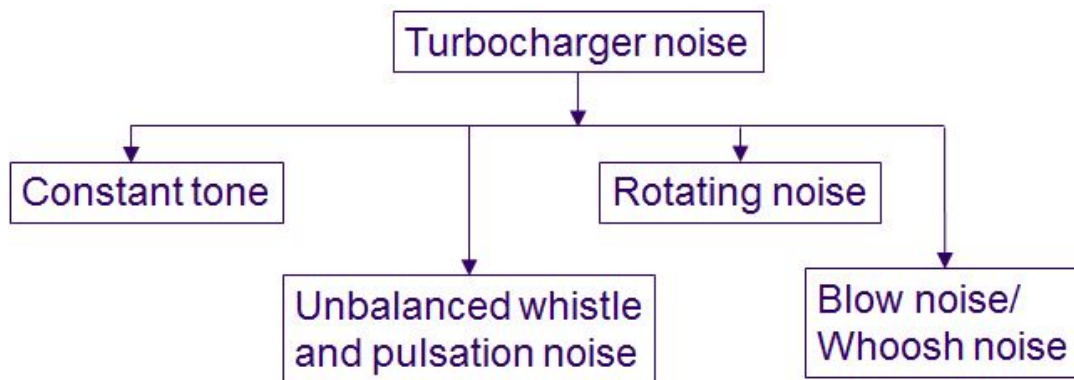 Turbocharger noise
Constant tone
Rotating noise
Unbalanced whistle
and pulsation noise
Blow noise/
Whoosh noise